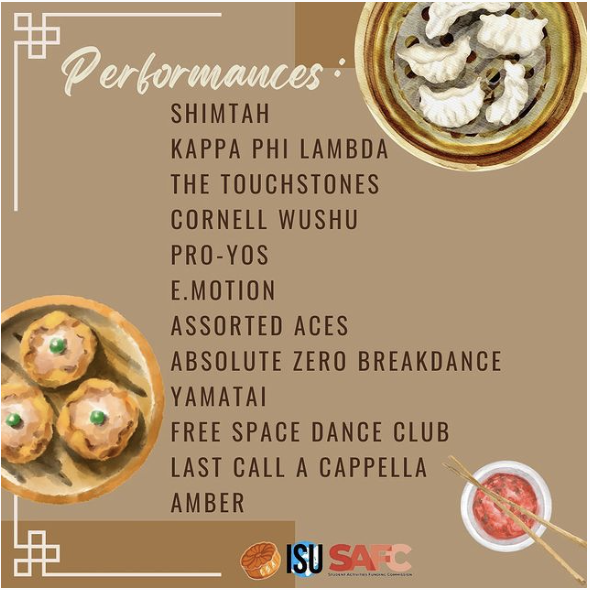 Performances:
SHIMTAH
KAPPA PHI LAMBDA
THE TOUCHSTONES
CORNELL WUSHU
PRO-YOS
E.MOTION
ASSORTED ACES
ABSOLUTE ZERO BREAKDANCE
YAMATAI
FREE SPACE DANCE CLUB
LAST CALL A CAPPELLA
AMBER
ISU SAFC
STUDENT ACTIVITIES FUNDING COMMISSION